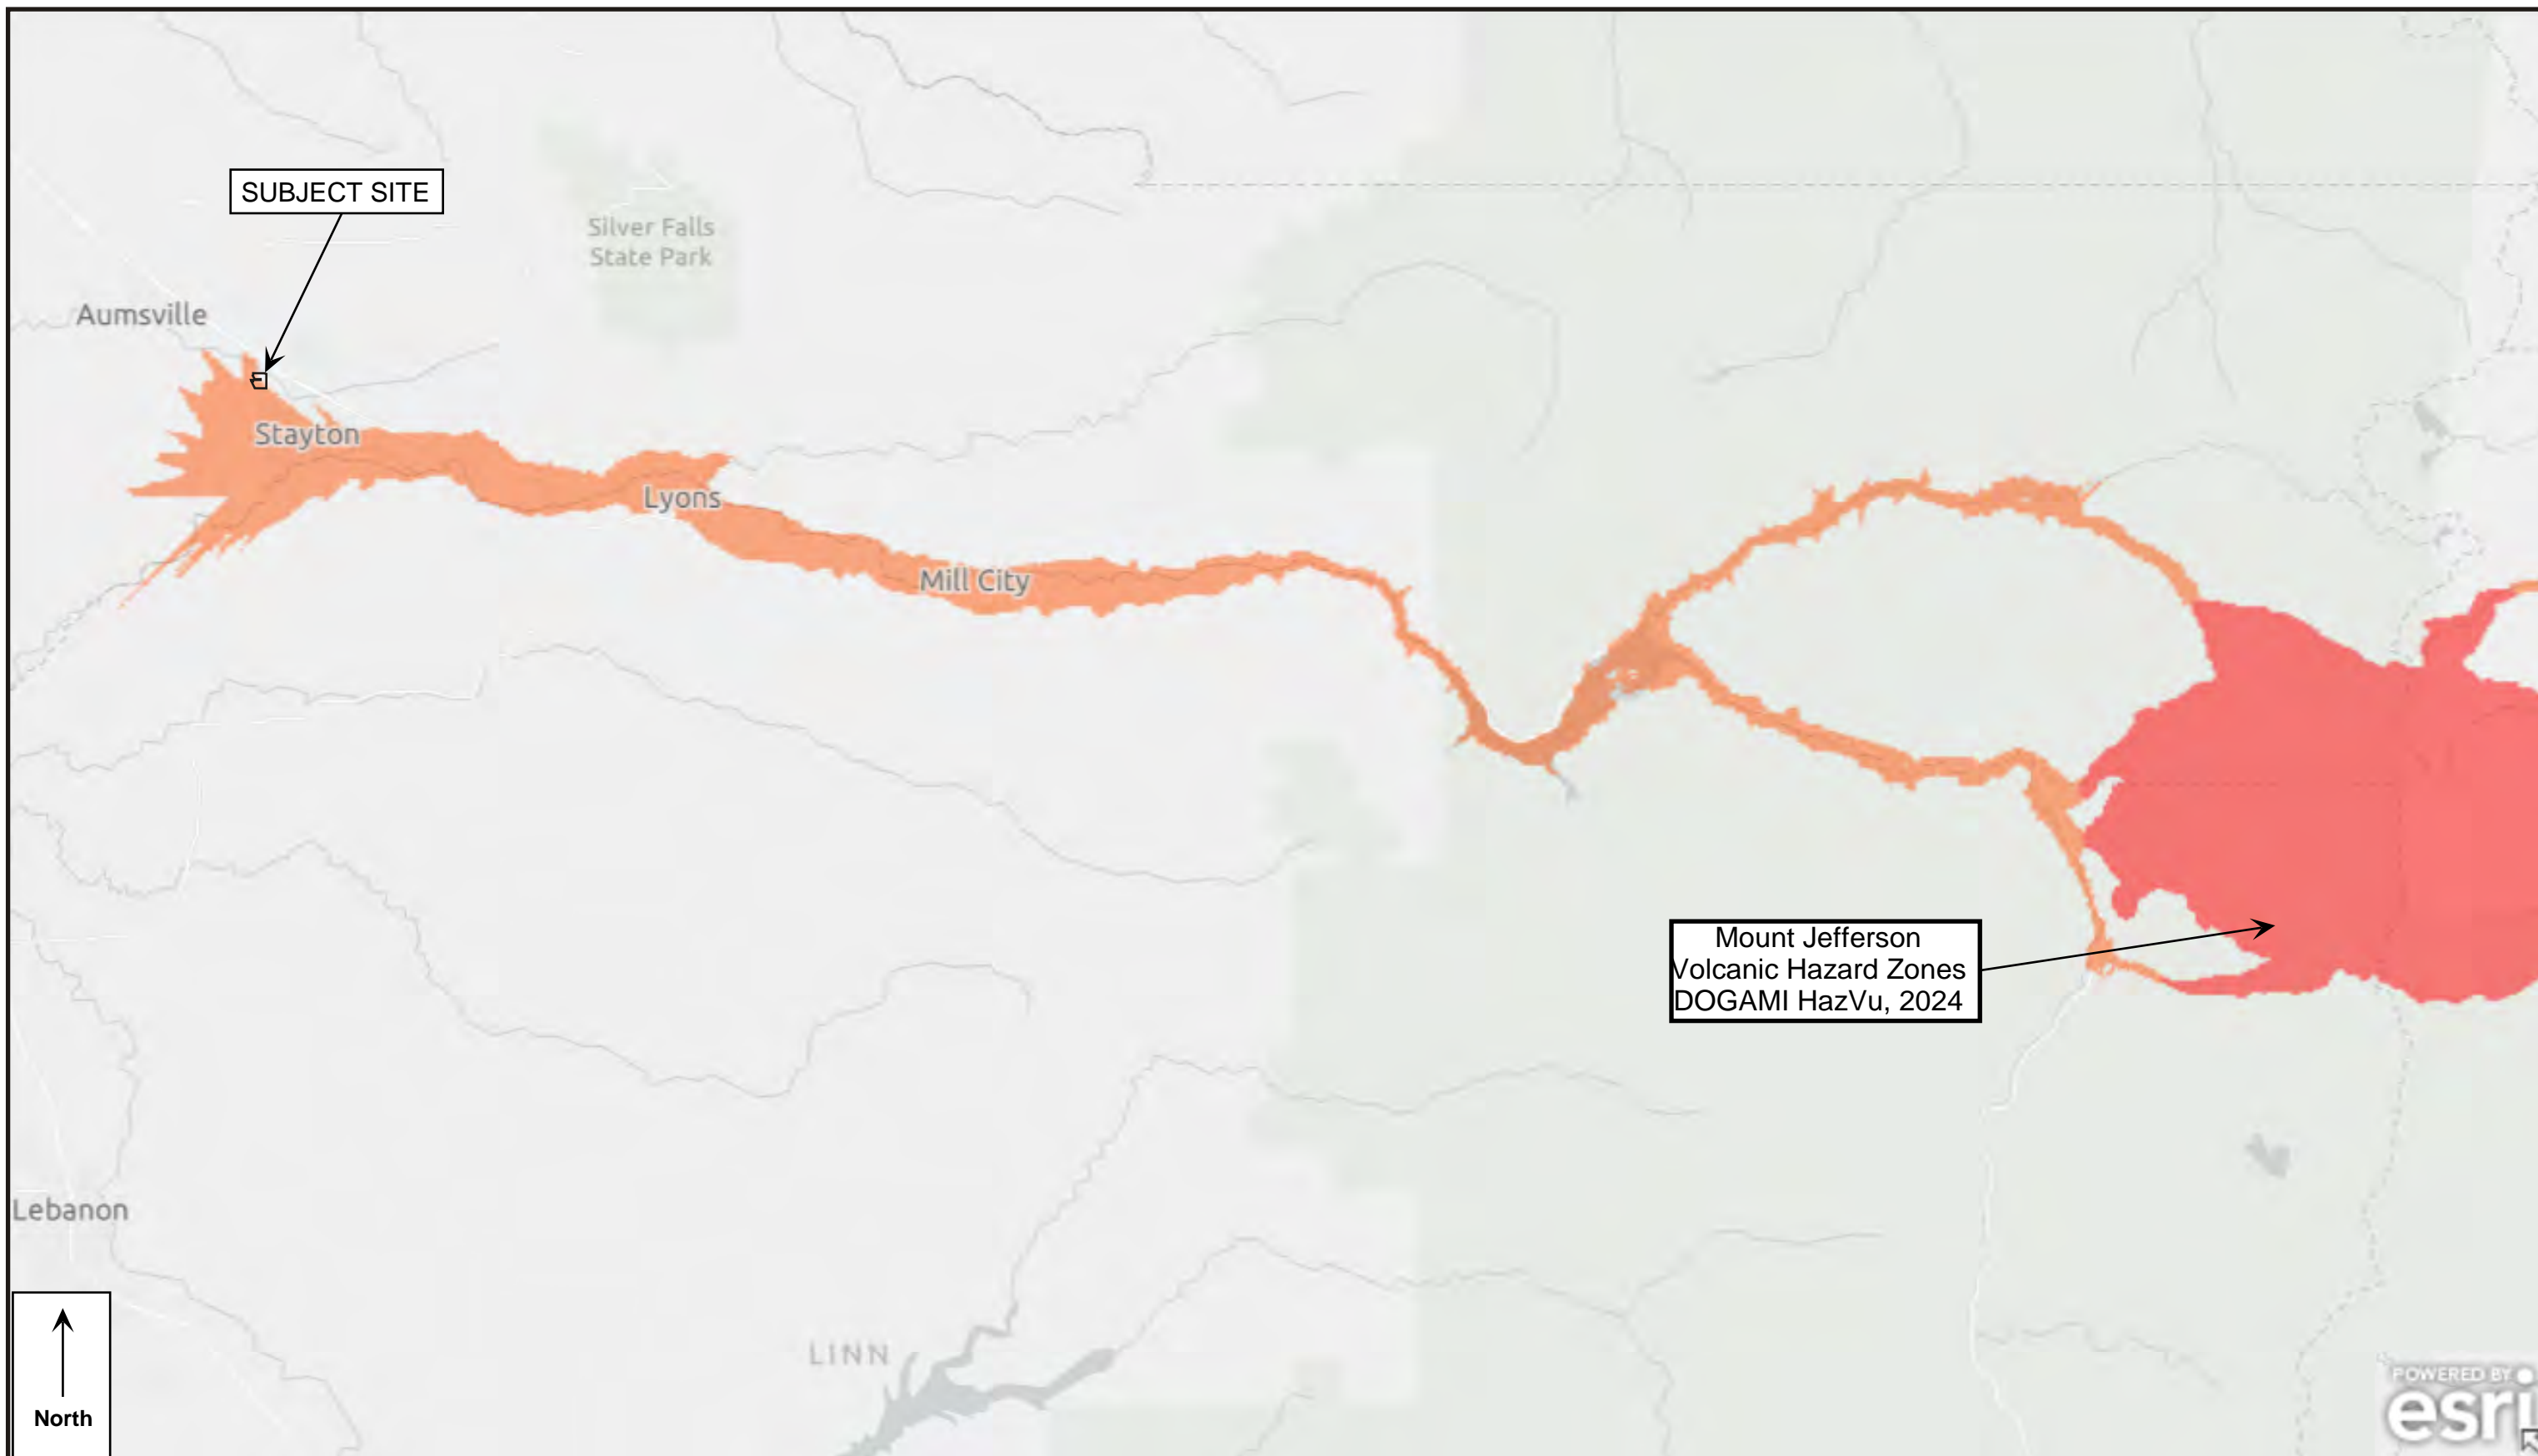 SUBJECT SITE
Silver Falls
State Park
Aumsville
Stayton
Lyons
Mill City
Mount Jefferson
Volcanic Hazard Zones
DOGAMI HazVu, 2024
Lebanon
LINN
North
POWERED BY
esri